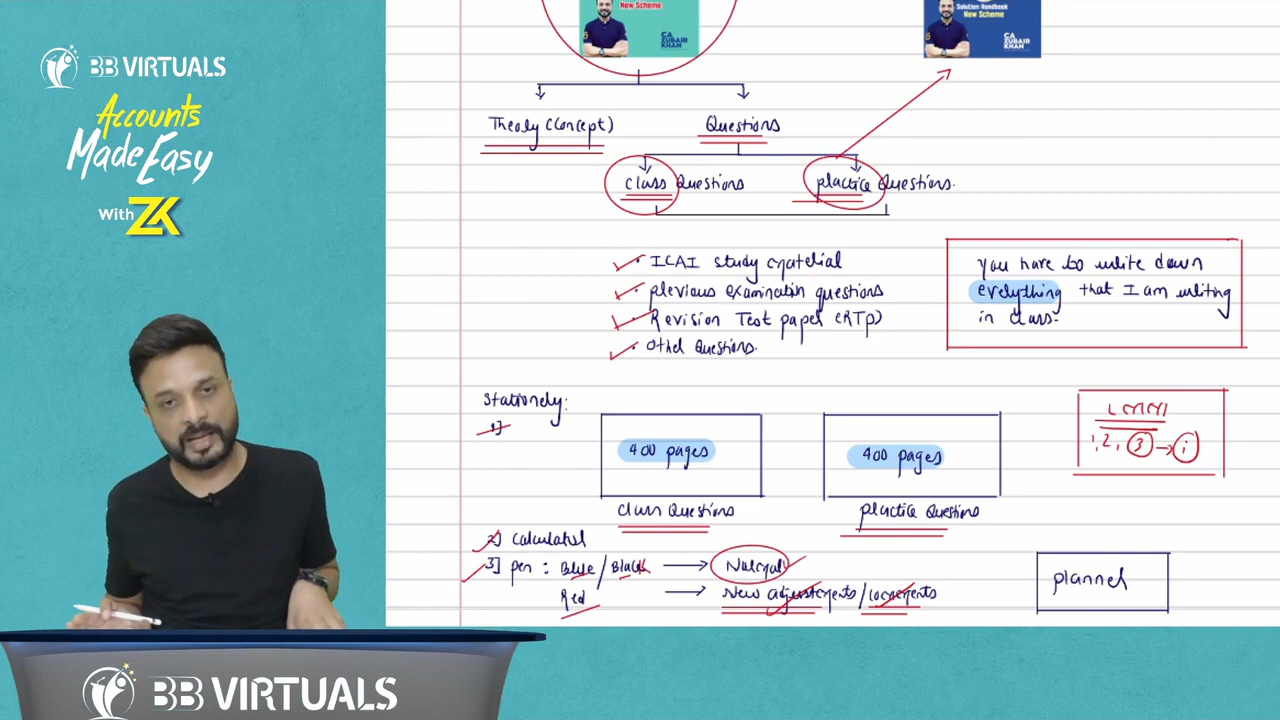 BB VIRTUALS
Accounts
Made Easy
With ZK
New Scheme
CA
ZUBAIR
KHAN
Solution Handbook
New Scheme
CA
ZUBAIR
KHAN
Theory (Concept)
Questions
class Questions
practice Questions.
• ICAI study material
• previous examination questions
• Revision Test paper (RTP)
• other Questions.
you have to write down
everything that I am writing
in class.
Stationery:
1]
400 pages
400 pages
class Questions
practice Questions
1, 2, 3 → i
2] calculator
3] pen : Blue / Black → Normal
Red → New adjustments / comments
planner
BB VIRTUALS